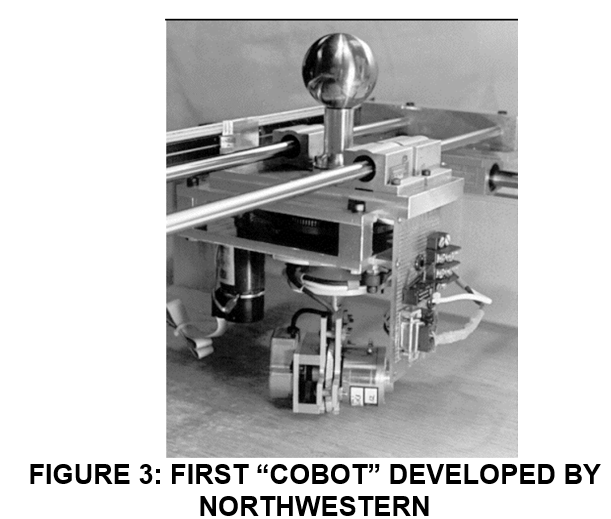 FIGURE 3: FIRST “COBOT” DEVELOPED BY
NORTHWESTERN